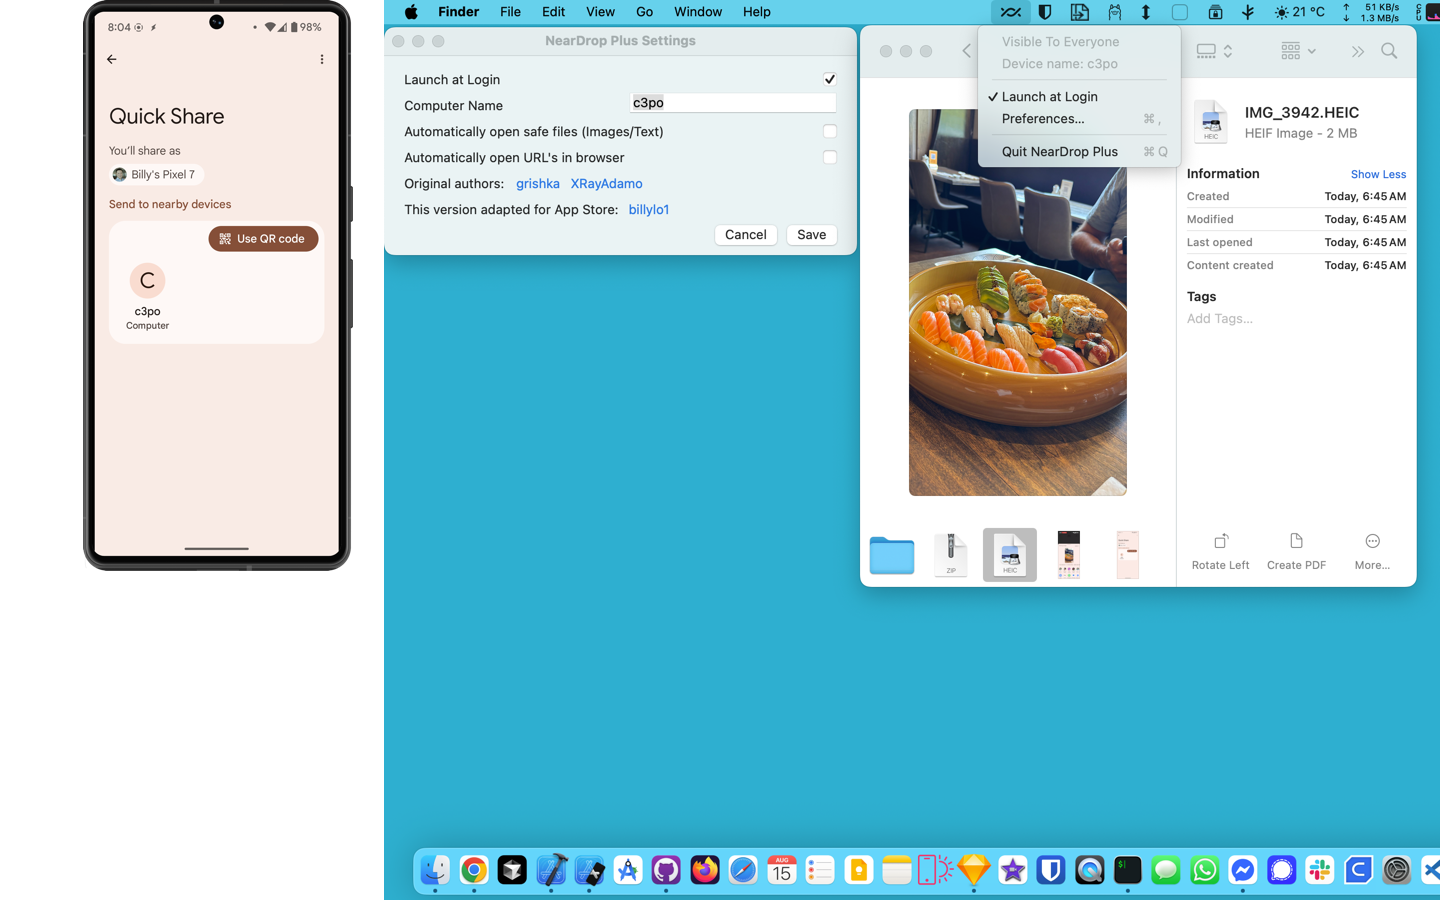 8:04
98%
Quick Share
You'll share as
Billy's Pixel 7
Send to nearby devices
Use QR code
C
c3po
Computer
Finder File Edit View Go Window Help
21 °C
51 KB/s
1.3 MB/s
CPU
NearDrop Plus Settings
Launch at Login
Computer Name c3po
Automatically open safe files (Images/Text)
Automatically open URL's in browser
Original authors: grishka XRayAdamo
This version adapted for App Store: billylo1
Cancel Save
Visible To Everyone
Device name: c3po
Launch at Login
Preferences... ⌘ ,
Quit NearDrop Plus ⌘ Q
HEIC
IMG_3942.HEIC
HEIF Image - 2 MB
Information Show Less
Created Today, 6:45 AM
Modified Today, 6:45 AM
Last opened Today, 6:45 AM
Content created Today, 6:45 AM
Tags
Add Tags...
ZIP
HEIC
Rotate Left Create PDF More...
AUG
15
$